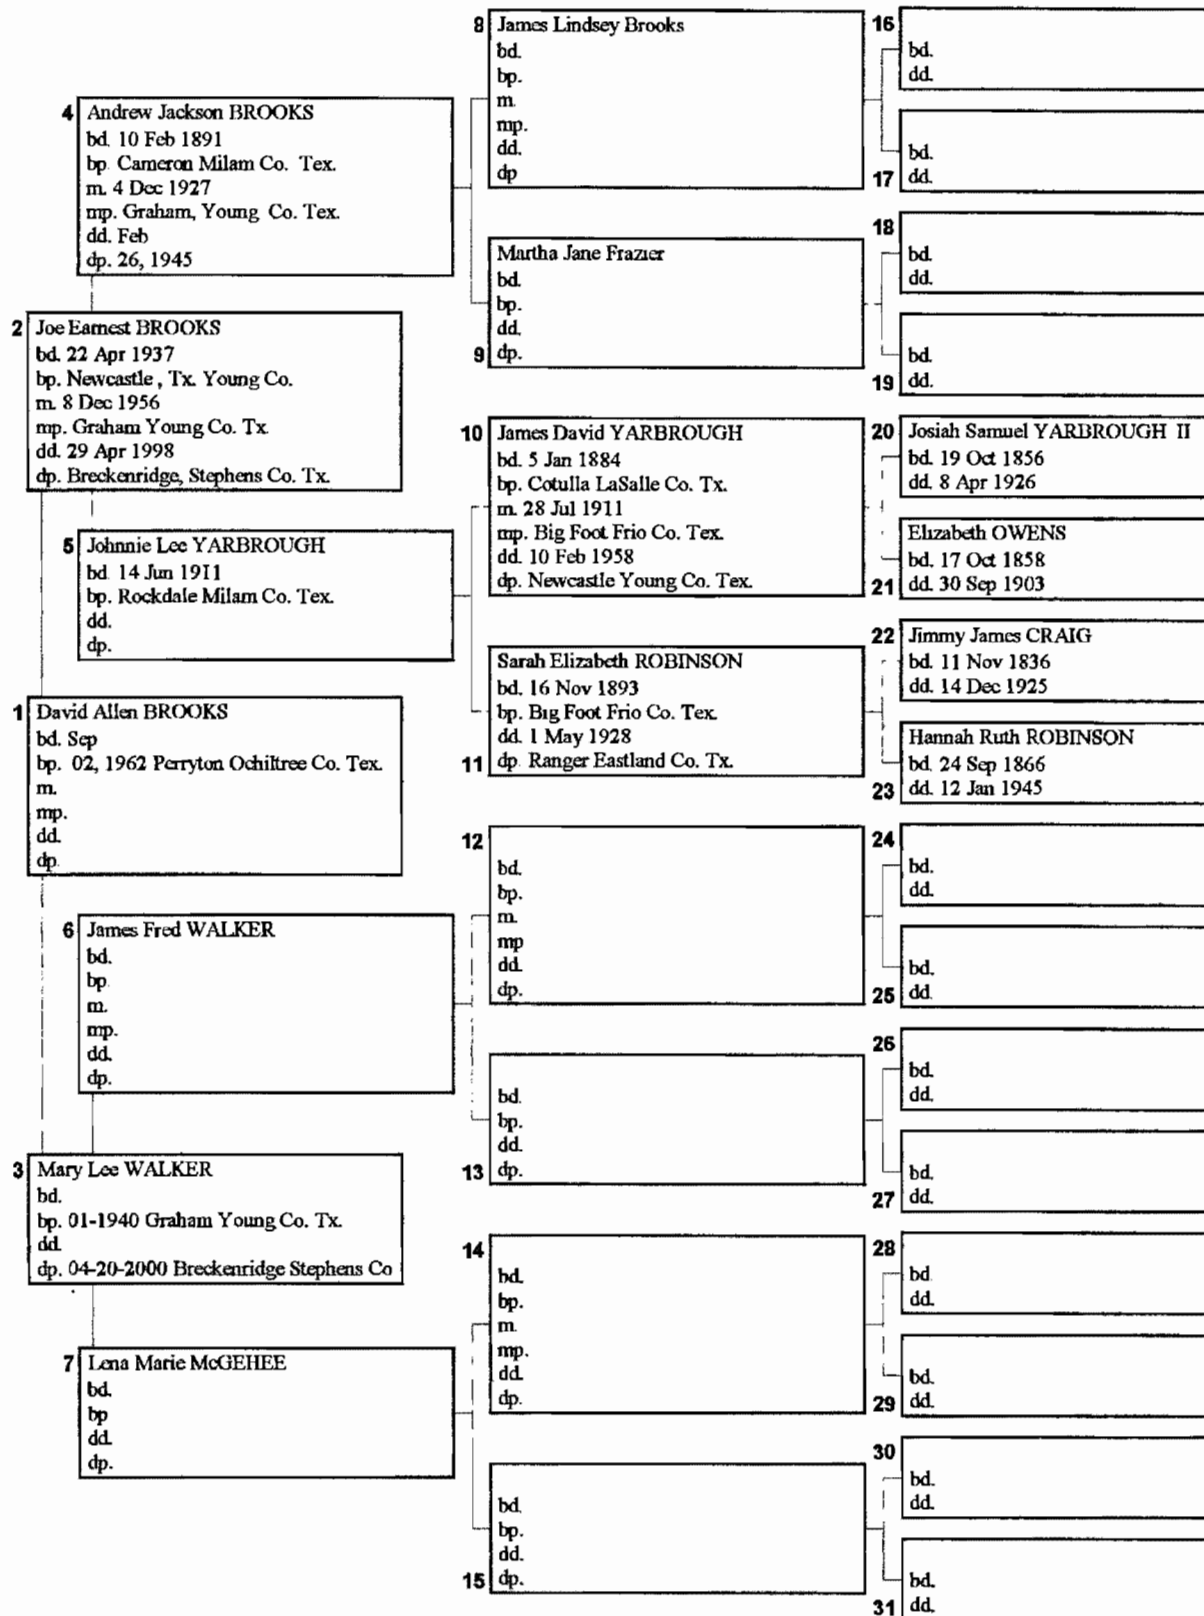 8 James Lindsey Brooks
bd.
bp.
m.
mp.
dd.
dp
16
bd.
dd.
bd.
17 dd.
4 Andrew Jackson BROOKS
bd. 10 Feb 1891
bp. Cameron Milam Co. Tex.
m. 4 Dec 1927
mp. Graham, Young Co. Tex.
dd. Feb
dp. 26, 1945
Martha Jane Frazier
bd.
bp.
dd.
9 dp.
18
bd.
dd.
bd.
19 dd.
2 Joe Earnest BROOKS
bd. 22 Apr 1937
bp. Newcastle , Tx. Young Co.
m. 8 Dec 1956
mp. Graham Young Co. Tx
dd. 29 Apr 1998
dp. Breckenridge, Stephens Co. Tx.
10 James David YARBROUGH
bd. 5 Jan 1884
bp. Cotulla LaSalle Co. Tx.
m. 28 Jul 1911
mp. Big Foot Frio Co. Tex.
dd. 10 Feb 1958
dp. Newcastle Young Co. Tex.
20 Josiah Samuel YARBROUGH II
bd. 19 Oct 1856
dd. 8 Apr 1926
Elizabeth OWENS
bd. 17 Oct 1858
21 dd. 30 Sep 1903
5 Johnnie Lee YARBROUGH
bd. 14 Jun 1911
bp. Rockdale Milam Co. Tex.
dd.
dp.
Sarah Elizabeth ROBINSON
bd. 16 Nov 1893
bp. Big Foot Frio Co. Tex.
dd. 1 May 1928
11 dp. Ranger Eastland Co. Tx.
22 Jimmy James CRAIG
bd. 11 Nov 1836
dd. 14 Dec 1925
Hannah Ruth ROBINSON
bd. 24 Sep 1866
23 dd. 12 Jan 1945
1 David Allen BROOKS
bd. Sep
bp. 02, 1962 Perryton Ochiltree Co. Tex.
m.
mp.
dd.
dp.
12
bd.
bp.
m.
mp
dd.
dp.
24
bd.
dd.
bd.
25 dd.
6 James Fred WALKER
bd.
bp.
m.
mp.
dd.
dp.
bd.
bp.
dd.
13 dp.
26
bd.
dd.
bd.
27 dd.
3 Mary Lee WALKER
bd.
bp. 01-1940 Graham Young Co. Tx.
dd.
dp. 04-20-2000 Breckenridge Stephens Co
14
bd.
bp.
m.
mp.
dd.
dp.
28
bd.
dd.
bd.
29 dd.
7 Lena Marie McGEHEE
bd.
bp
dd.
dp.
bd.
bp.
dd.
15 dp.
30
bd.
dd.
bd.
31 dd.